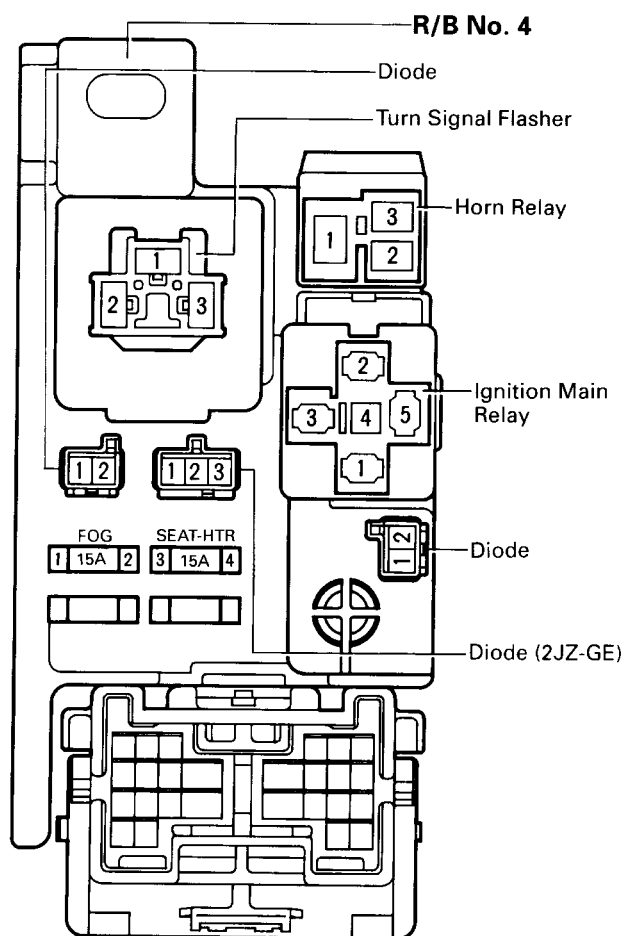 R/B No. 4
Diode
Turn Signal Flasher
Horn Relay
1
3
2
1
2
3
Ignition Main
Relay
2
3
4
5
1
1 2
1 2 3
FOG
SEAT-HTR
1 15A 2
3 15A 4
2
1
Diode
Diode (2JZ-GE)